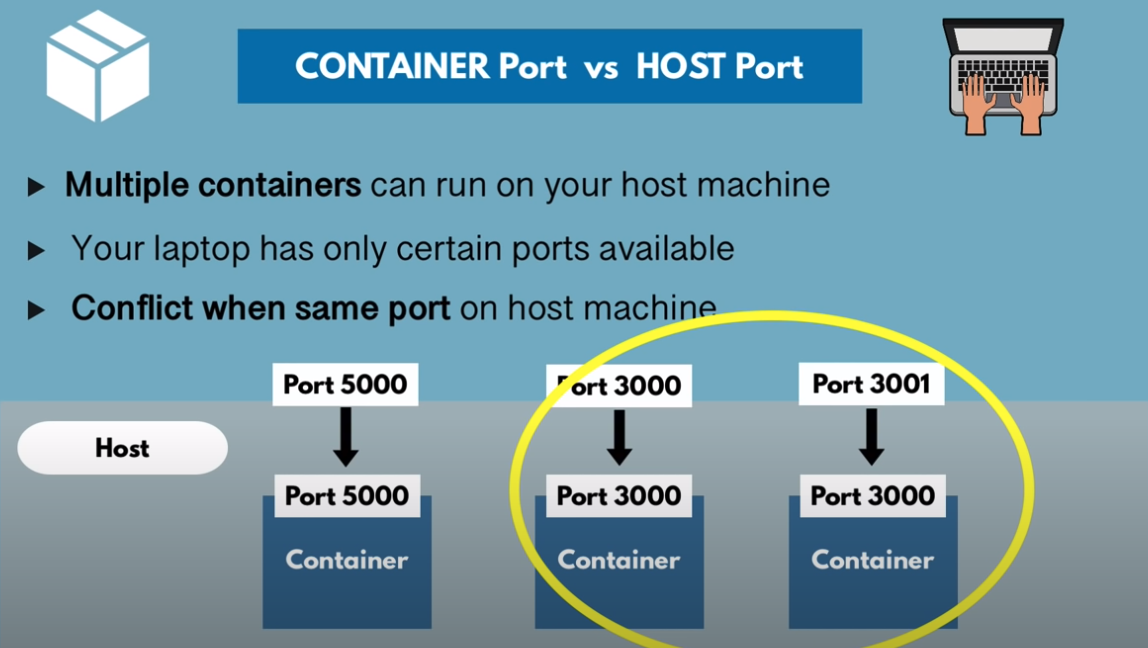 CONTAINER Port vs HOST Port
Multiple containers can run on your host machine
Your laptop has only certain ports available
Conflict when same port on host machine
Port 5000
Port 3000
Port 3001
Host
Port 5000
Port 3000
Port 3000
Container
Container
Container